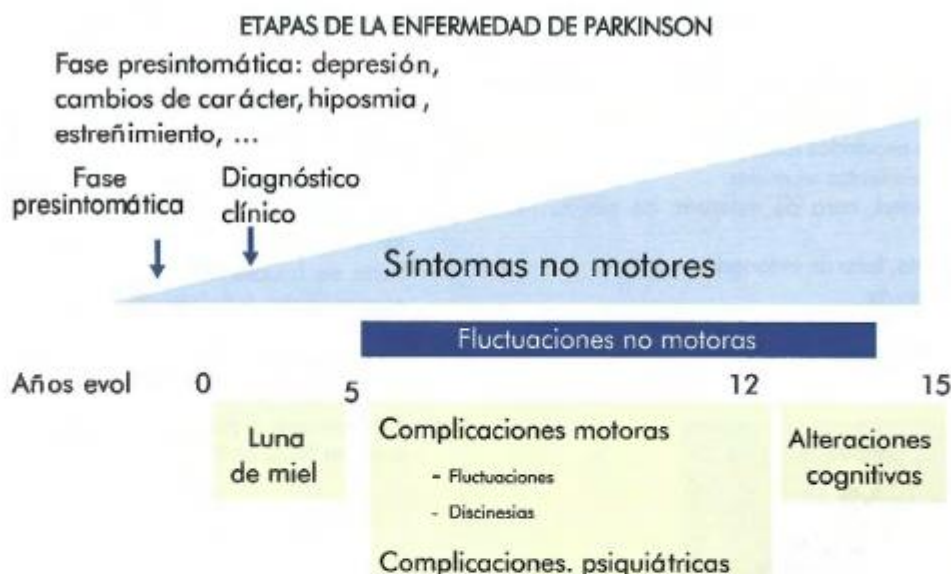 ETAPAS DE LA ENFERMEDAD DE PARKINSON
Fase presintomática: depresión,
cambios de carácter, hiposmia ,
estreñimiento, ...
Fase
presintomática
Diagnóstico
clínico
Síntomas no motores
Fluctuaciones no motoras
Años evol 0 5 12 15
Luna
de miel
Complicaciones motoras
- Fluctuaciones
- Discinesias
Complicaciones. psiquiátricas
Alteraciones
cognitivas